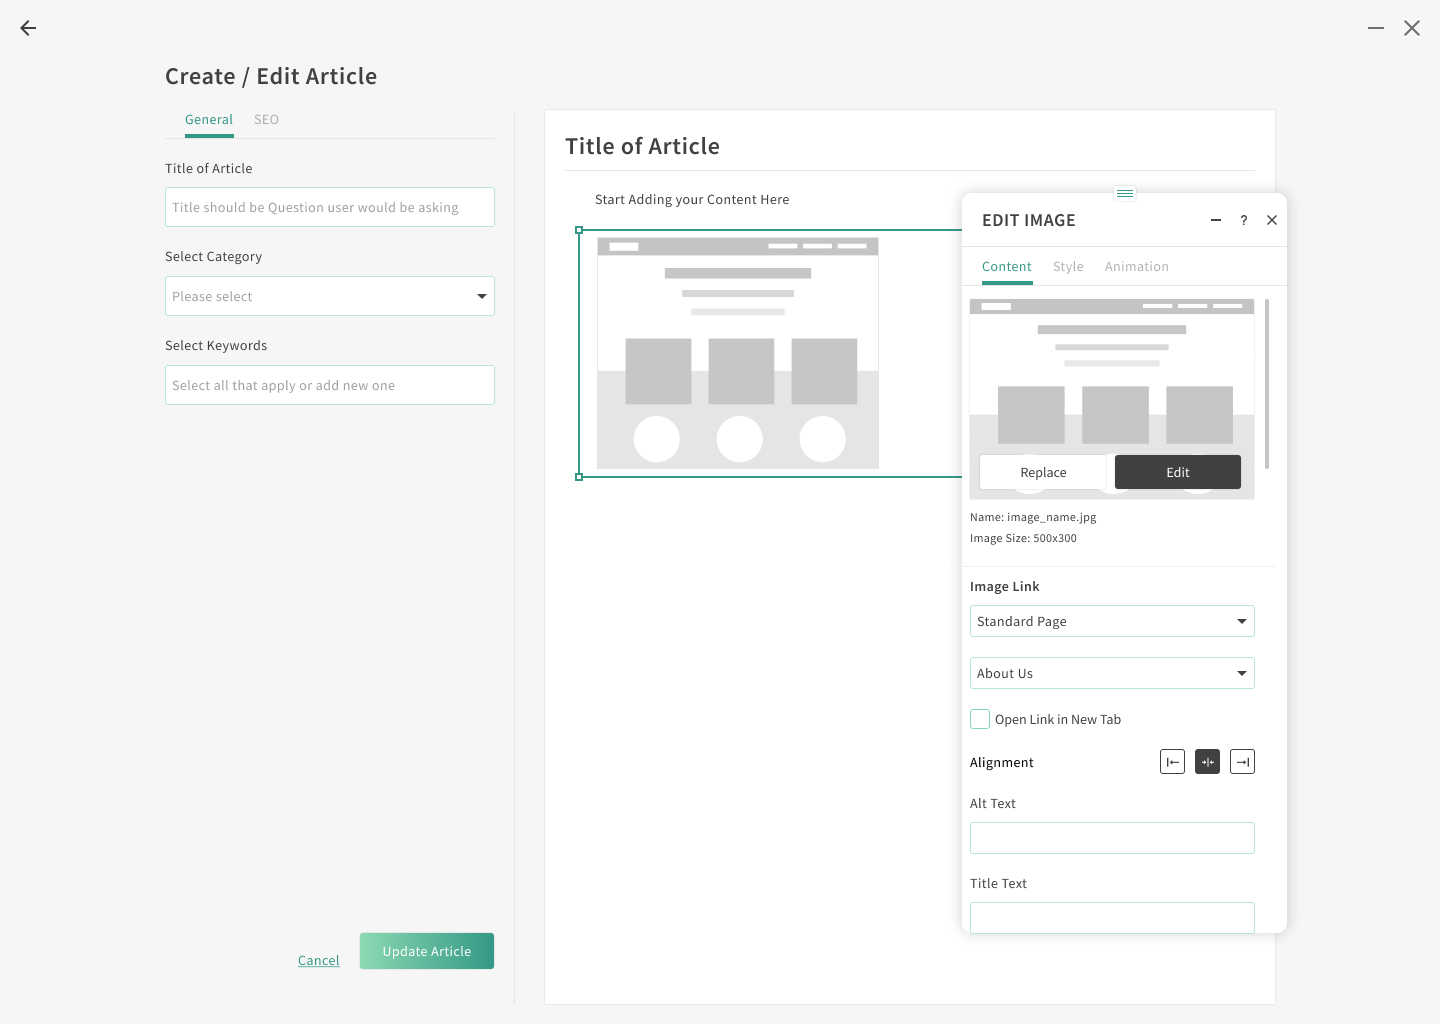 Create / Edit Article
General SEO
Title of Article
Title should be Question user would be asking
Select Category
Please select
Select Keywords
Select all that apply or add new one
Cancel
Update Article
Title of Article
Start Adding your Content Here
EDIT IMAGE
?
Content Style Animation
Replace Edit
Name: image_name.jpg
Image Size: 500x300
Image Link
Standard Page
About Us
Open Link in New Tab
Alignment
Alt Text
Title Text